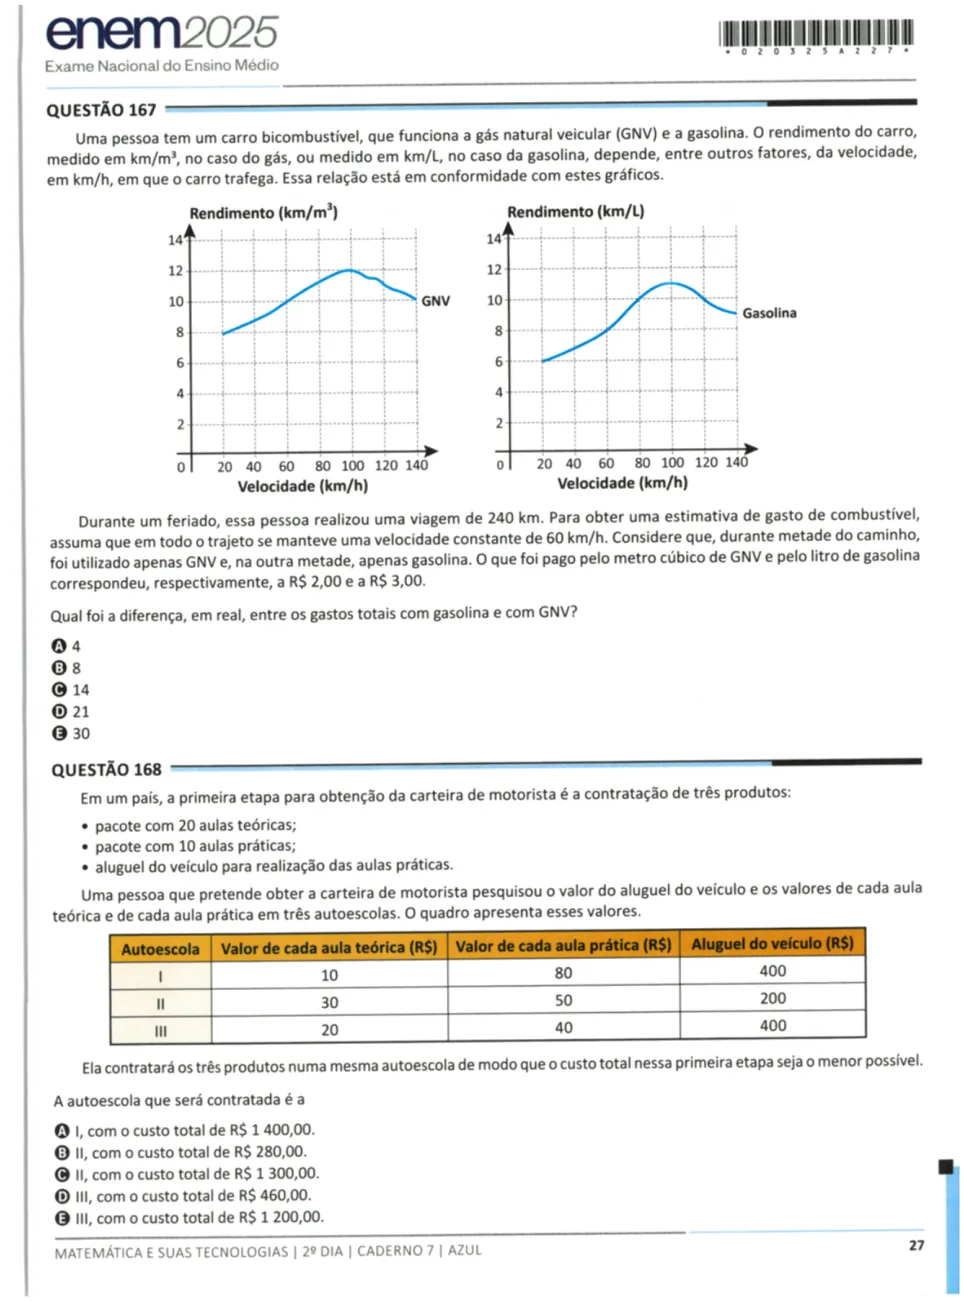 enem2025
Exame Nacional do Ensino Médio
*020325AZ27*
QUESTÃO 167
Uma pessoa tem um carro bicombustível, que funciona a gás natural veicular (GNV) e a gasolina. O rendimento do carro,
medido em km/m³, no caso do gás, ou medido em km/L, no caso da gasolina, depende, entre outros fatores, da velocidade,
em km/h, em que o carro trafega. Essa relação está em conformidade com estes gráficos.
Rendimento (km/m³)
14
12
10
8
6
4
2
0
20 40 60 80 100 120 140
GNV
Velocidade (km/h)
Rendimento (km/L)
14
12
10
8
6
4
2
0
20 40 60 80 100 120 140
Gasolina
Velocidade (km/h)
Durante um feriado, essa pessoa realizou uma viagem de 240 km. Para obter uma estimativa de gasto de combustível,
assuma que em todo o trajeto se manteve uma velocidade constante de 60 km/h. Considere que, durante metade do caminho,
foi utilizado apenas GNV e, na outra metade, apenas gasolina. O que foi pago pelo metro cúbico de GNV e pelo litro de gasolina
correspondeu, respectivamente, a R$ 2,00 e a R$ 3,00.
Qual foi a diferença, em real, entre os gastos totais com gasolina e com GNV?
A 4
B 8
C 14
D 21
E 30
QUESTÃO 168
Em um país, a primeira etapa para obtenção da carteira de motorista é a contratação de três produtos:
• pacote com 20 aulas teóricas;
• pacote com 10 aulas práticas;
• aluguel do veículo para realização das aulas práticas.
Uma pessoa que pretende obter a carteira de motorista pesquisou o valor do aluguel do veículo e os valores de cada aula
teórica e de cada aula prática em três autoescolas. O quadro apresenta esses valores.
Autoescola Valor de cada aula teórica (R$) Valor de cada aula prática (R$) Aluguel do veículo (R$)
I 10 80 400
II 30 50 200
III 20 40 400
Ela contratará os três produtos numa mesma autoescola de modo que o custo total nessa primeira etapa seja o menor possível.
A autoescola que será contratada é a
A I, com o custo total de R$ 1 400,00.
B II, com o custo total de R$ 280,00.
C II, com o custo total de R$ 1 300,00.
D III, com o custo total de R$ 460,00.
E III, com o custo total de R$ 1 200,00.
MATEMÁTICA E SUAS TECNOLOGIAS | 2º DIA | CADERNO 7 | AZUL
27